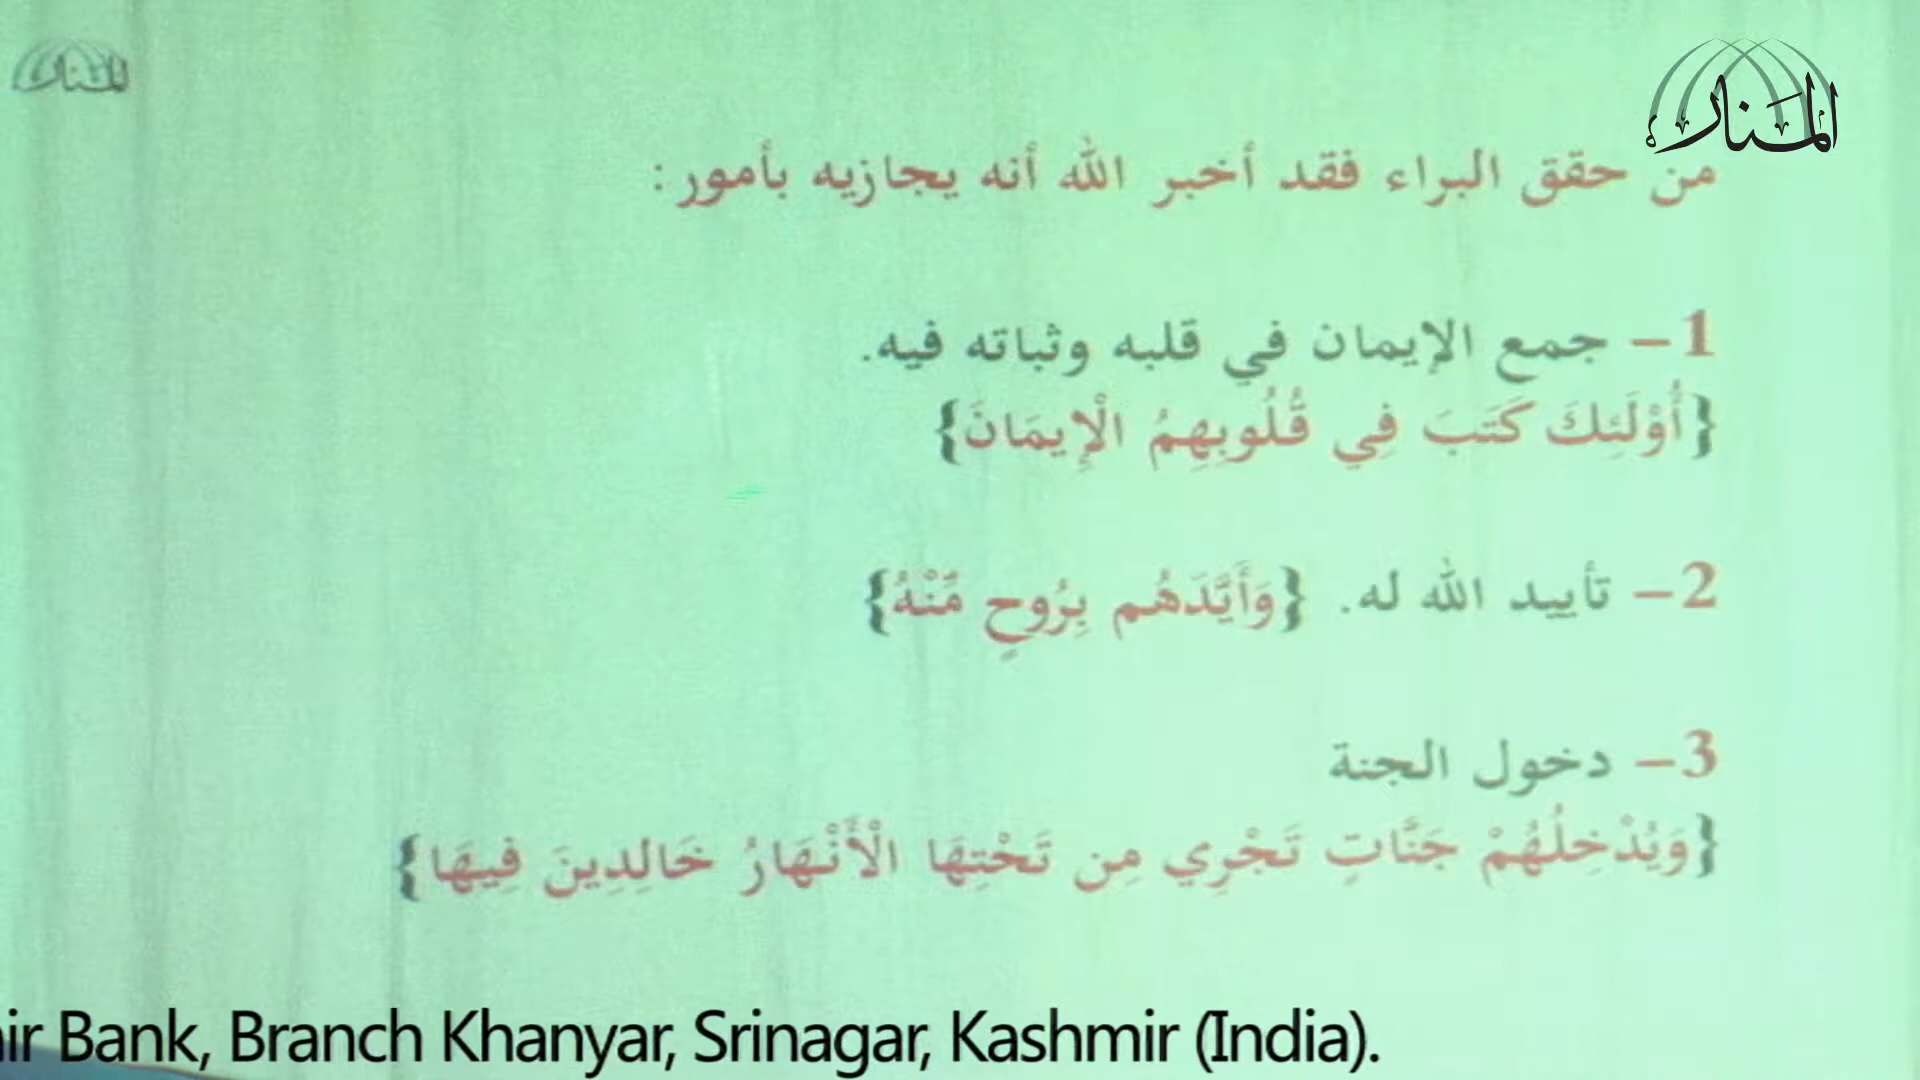 المنار
المنار
من حقق البراء فقد أخبر الله أنه يجازيه بأمور:
1- جمع الإيمان في قلبه وثباته فيه.
{أُوْلَئِكَ كَتَبَ فِي قُلُوبِهِمُ الْإِيمَانَ}
2- تأييد الله له. {وَأَيَّدَهُم بِرُوحٍ مِّنْهُ}
3- دخول الجنة
{وَيُدْخِلُهُمْ جَنَّاتٍ تَجْرِي مِن تَحْتِهَا الْأَنْهَارُ خَالِدِينَ فِيهَا}
ir Bank, Branch Khanyar, Srinagar, Kashmir (India).